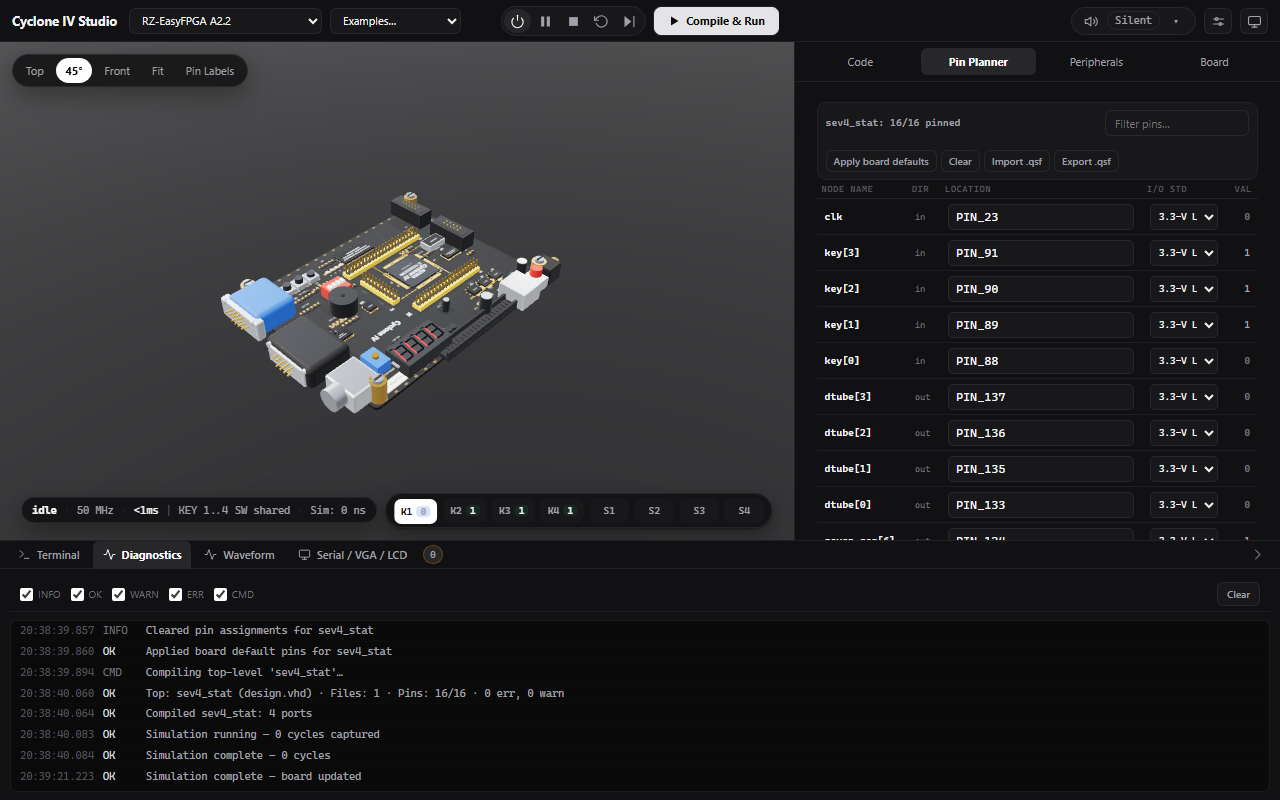 Cyclone IV Studio
RZ-EasyFPGA A2.2
Examples...
Compile & Run
Silent
Top
45°
Front
Fit
Pin Labels
Code
Pin Planner
Peripherals
Board
sev4_stat: 16/16 pinned
Filter pins...
Apply board defaults
Clear
Import .qsf
Export .qsf
NODE NAME DIR LOCATION I/O STD VAL
clk in PIN_23 3.3-V L 0
key[3] in PIN_91 3.3-V L 1
key[2] in PIN_90 3.3-V L 1
key[1] in PIN_89 3.3-V L 1
key[0] in PIN_88 3.3-V L 0
dtube[3] out PIN_137 3.3-V L 0
dtube[2] out PIN_136 3.3-V L 0
dtube[1] out PIN_135 3.3-V L 0
dtube[0] out PIN_133 3.3-V L 0
Cyclone IV
idle · 50 MHz · <1ms | KEY 1..4 SW shared · Sim: 0 ns
K1 0
K2 1
K3 1
K4 1
S1
S2
S3
S4
Terminal
Diagnostics
Waveform
Serial / VGA / LCD
0
INFO
OK
WARN
ERR
CMD
Clear
20:38:39.857 INFO Cleared pin assignments for sev4_stat
20:38:39.860 OK Applied board default pins for sev4_stat
20:38:39.894 CMD Compiling top-level 'sev4_stat'…
20:38:40.060 OK Top: sev4_stat (design.vhd) · Files: 1 · Pins: 16/16 · 0 err, 0 warn
20:38:40.064 OK Compiled sev4_stat: 4 ports
20:38:40.083 OK Simulation running — 0 cycles captured
20:38:40.084 OK Simulation complete — 0 cycles
20:39:21.223 OK Simulation complete — board updated